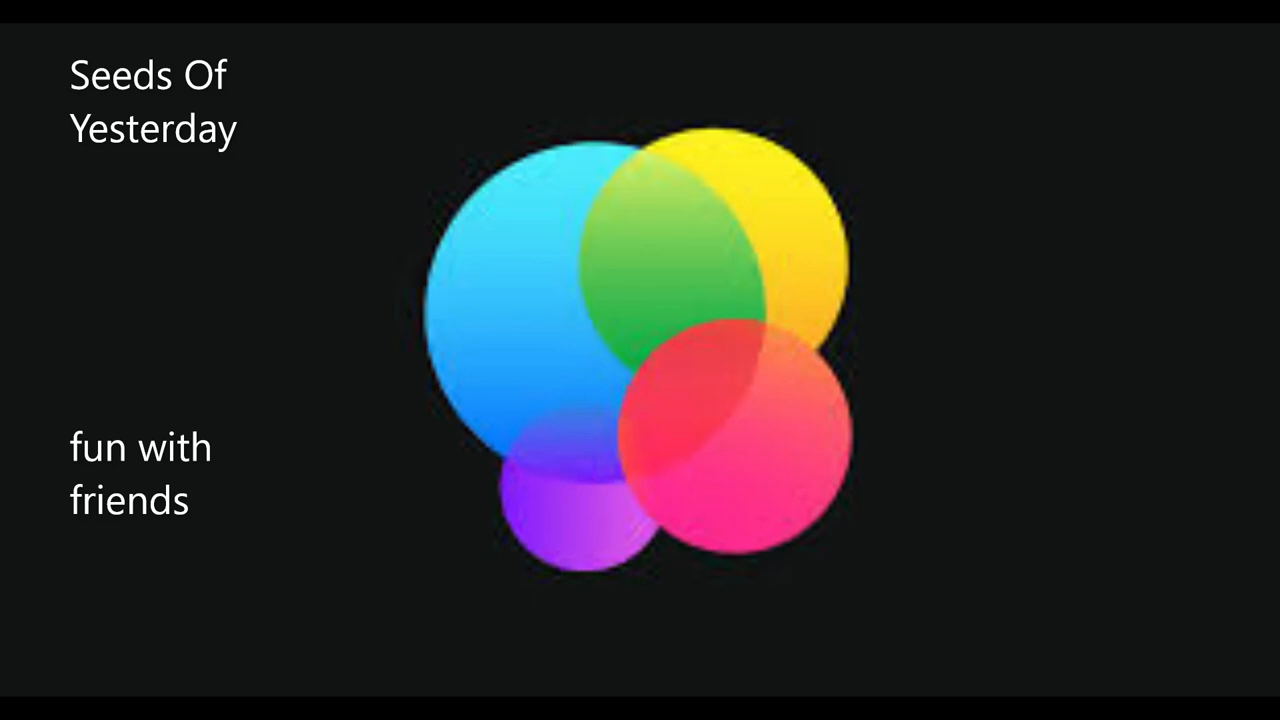 Seeds Of
Yesterday
fun with
friends